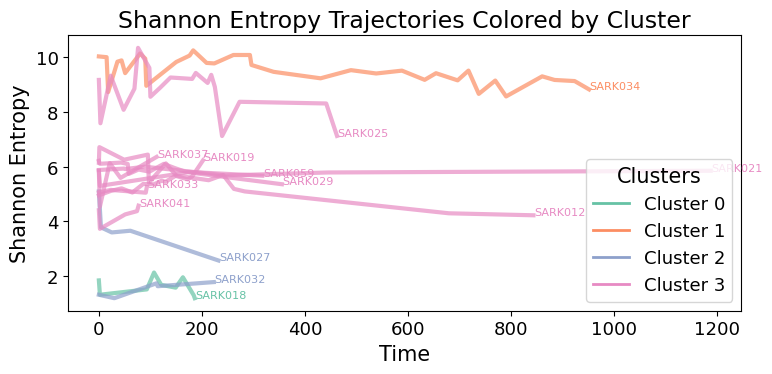 Shannon Entropy Trajectories Colored by Cluster
Shannon Entropy
10
8
6
4
2
SARK034
SARK025
SARK037
SARK019
SARK059
SARK021
SARK029
SARK033
SARK041
SARK012
SARK027
SARK032
SARK018
Clusters
Cluster 0
Cluster 1
Cluster 2
Cluster 3
0
200
400
600
800
1000
1200
Time